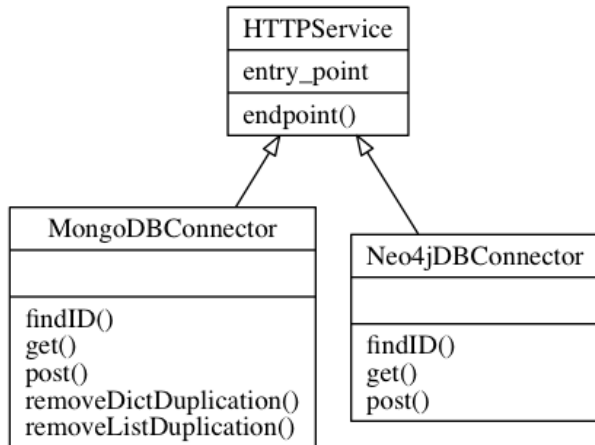 HTTPService
entry_point
endpoint()
MongoDBConnector
findID()
get()
post()
removeDictDuplication()
removeListDuplication()
Neo4jDBConnector
findID()
get()
post()